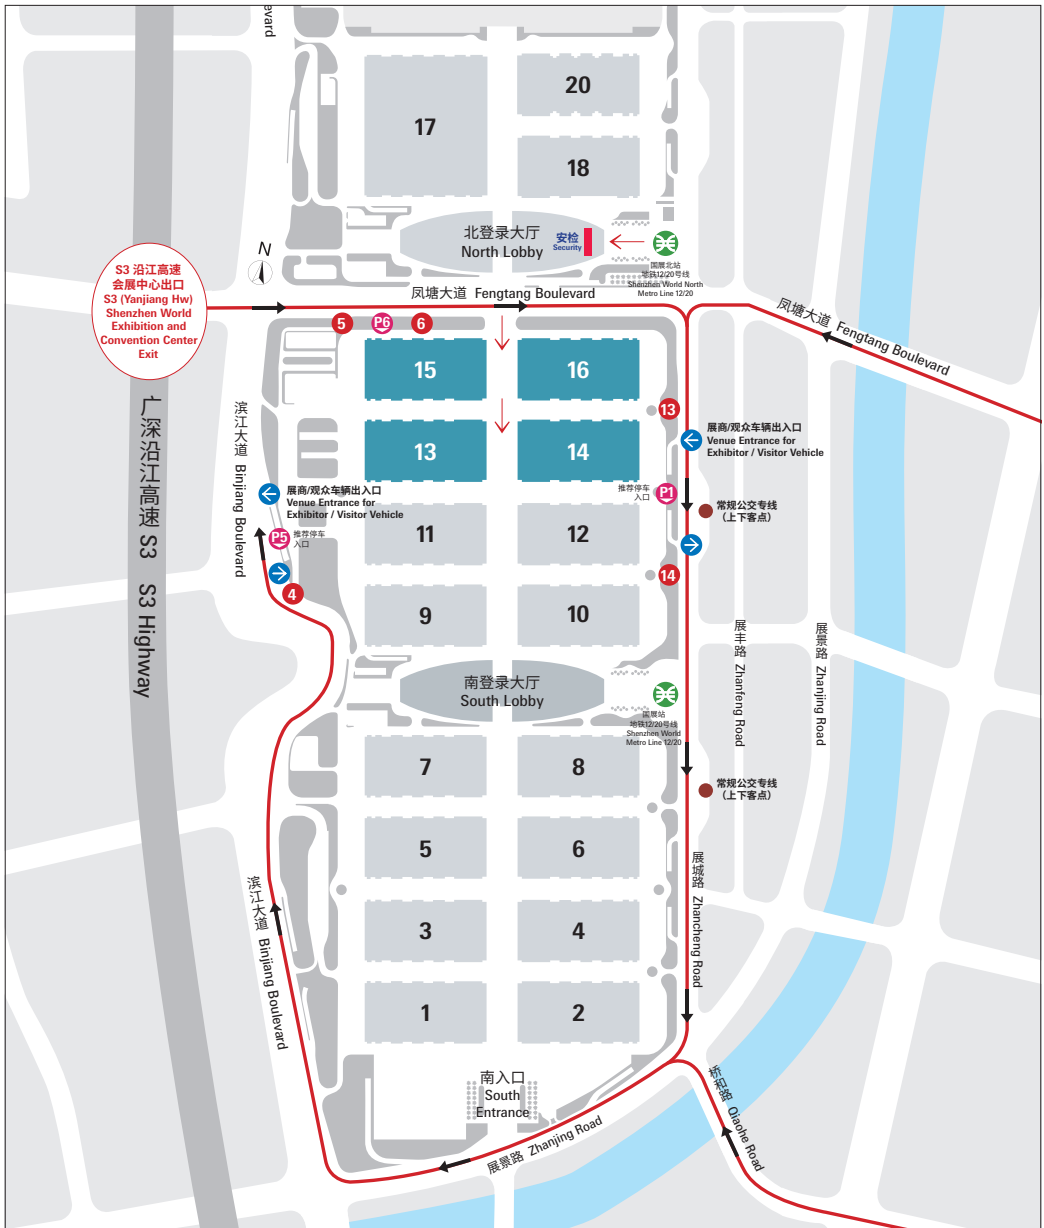 evard
20
17
18
北登录大厅
North Lobby
安检
Security
国展北站
地铁12/20号线
Shenzhen World North
Metro Line 12/20
N
S3 沿江高速
会展中心出口
S3 (Yanjiang Hw)
Shenzhen World
Exhibition and
Convention Center
Exit
凤塘大道 Fengtang Boulevard
凤塘大道 Fengtang Boulevard
5
P6
6
15
16
13
13
14
展商/观众车辆出入口
Venue Entrance for
Exhibitor / Visitor Vehicle
推荐停车
入口
P1
常规公交专线
（上下客点）
广深沿江高速 S3 S3 Highway
滨江大道 Binjiang Boulevard
展商/观众车辆出入口
Venue Entrance for
Exhibitor / Visitor Vehicle
P5
推荐停车
入口
4
11
12
14
9
10
展丰路 Zhanfeng Road
展景路 Zhanjing Road
南登录大厅
South Lobby
国展站
地铁12/20号线
Shenzhen World
Metro Line 12/20
7
8
常规公交专线
（上下客点）
5
6
展城路 Zhancheng Road
滨江大道 Binjiang Boulevard
3
4
1
2
南入口
South
Entrance
展景路 Zhanjing Road
桥和路 Qiaohe Road